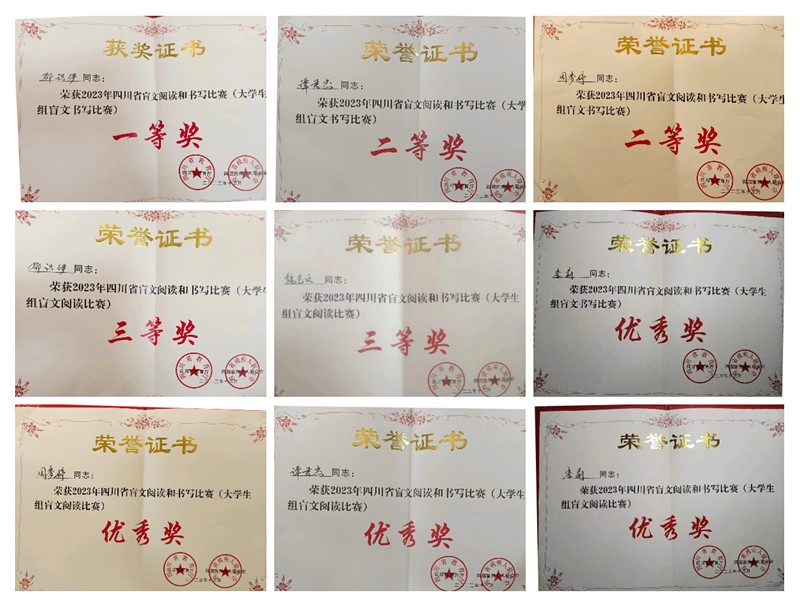 获奖证书
同志：
荣获2023年四川省盲文阅读和书写比赛（大学生
组盲文书写比赛）
一等奖
荣誉证书
同志：
荣获2023年四川省盲文阅读和书写比赛（大学
组盲文书写比赛）
二等奖
荣誉证书
周 同志：
荣获2023年四川省盲文阅读和书写比赛（大学生
组盲文书写比赛）
二等奖
荣誉证书
同志：
荣获2023年四川省盲文阅读和书写比赛（大学生
组盲文阅读比赛）
三等奖
荣誉证书
同志：
荣获2023年四川省盲文阅读和书写比赛（大学生
组盲文阅读比赛）
三等奖
荣誉证书
李莉 同志：
荣获2023年四川省盲文阅读和书写比赛（大学生
组盲文书写比赛）
优秀奖
荣誉证书
周 同志：
荣获2023年四川省盲文阅读和书写比赛（大学生
组盲文阅读比赛）
优秀奖
荣誉证书
同志：
荣获2023年四川省盲文阅读和书写比赛（大学生
组盲文阅读比赛）
优秀奖
荣誉证书
李莉 同志：
荣获2023年四川省盲文阅读和书写比赛（大学生
组盲文阅读比赛）
优秀奖